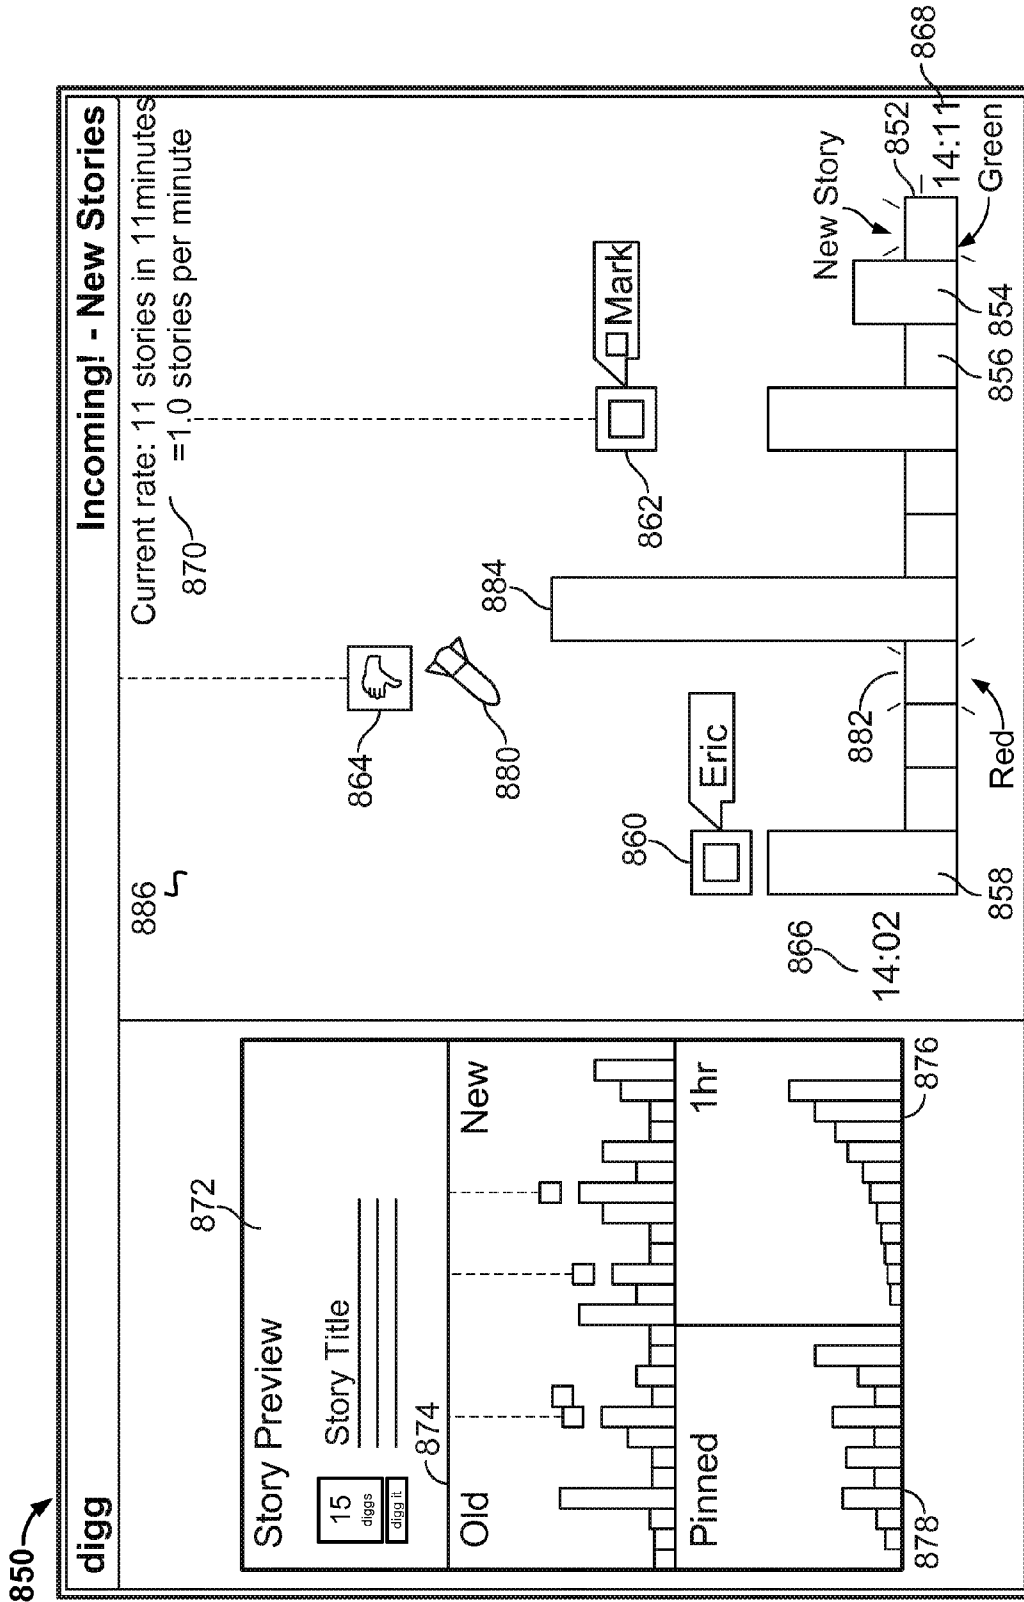 850
digg
Incoming! - New Stories
Story Preview
872
15
diggs
digg it
Story Title
874
Old
New
Pinned
1hr
878
876
Current rate: 11 stories in 11minutes
=1.0 stories per minute
870
886
864
880
884
862
Mark
860
Eric
882
Red
866
14:02
858
New Story
852
14:11
868
Green
856
854